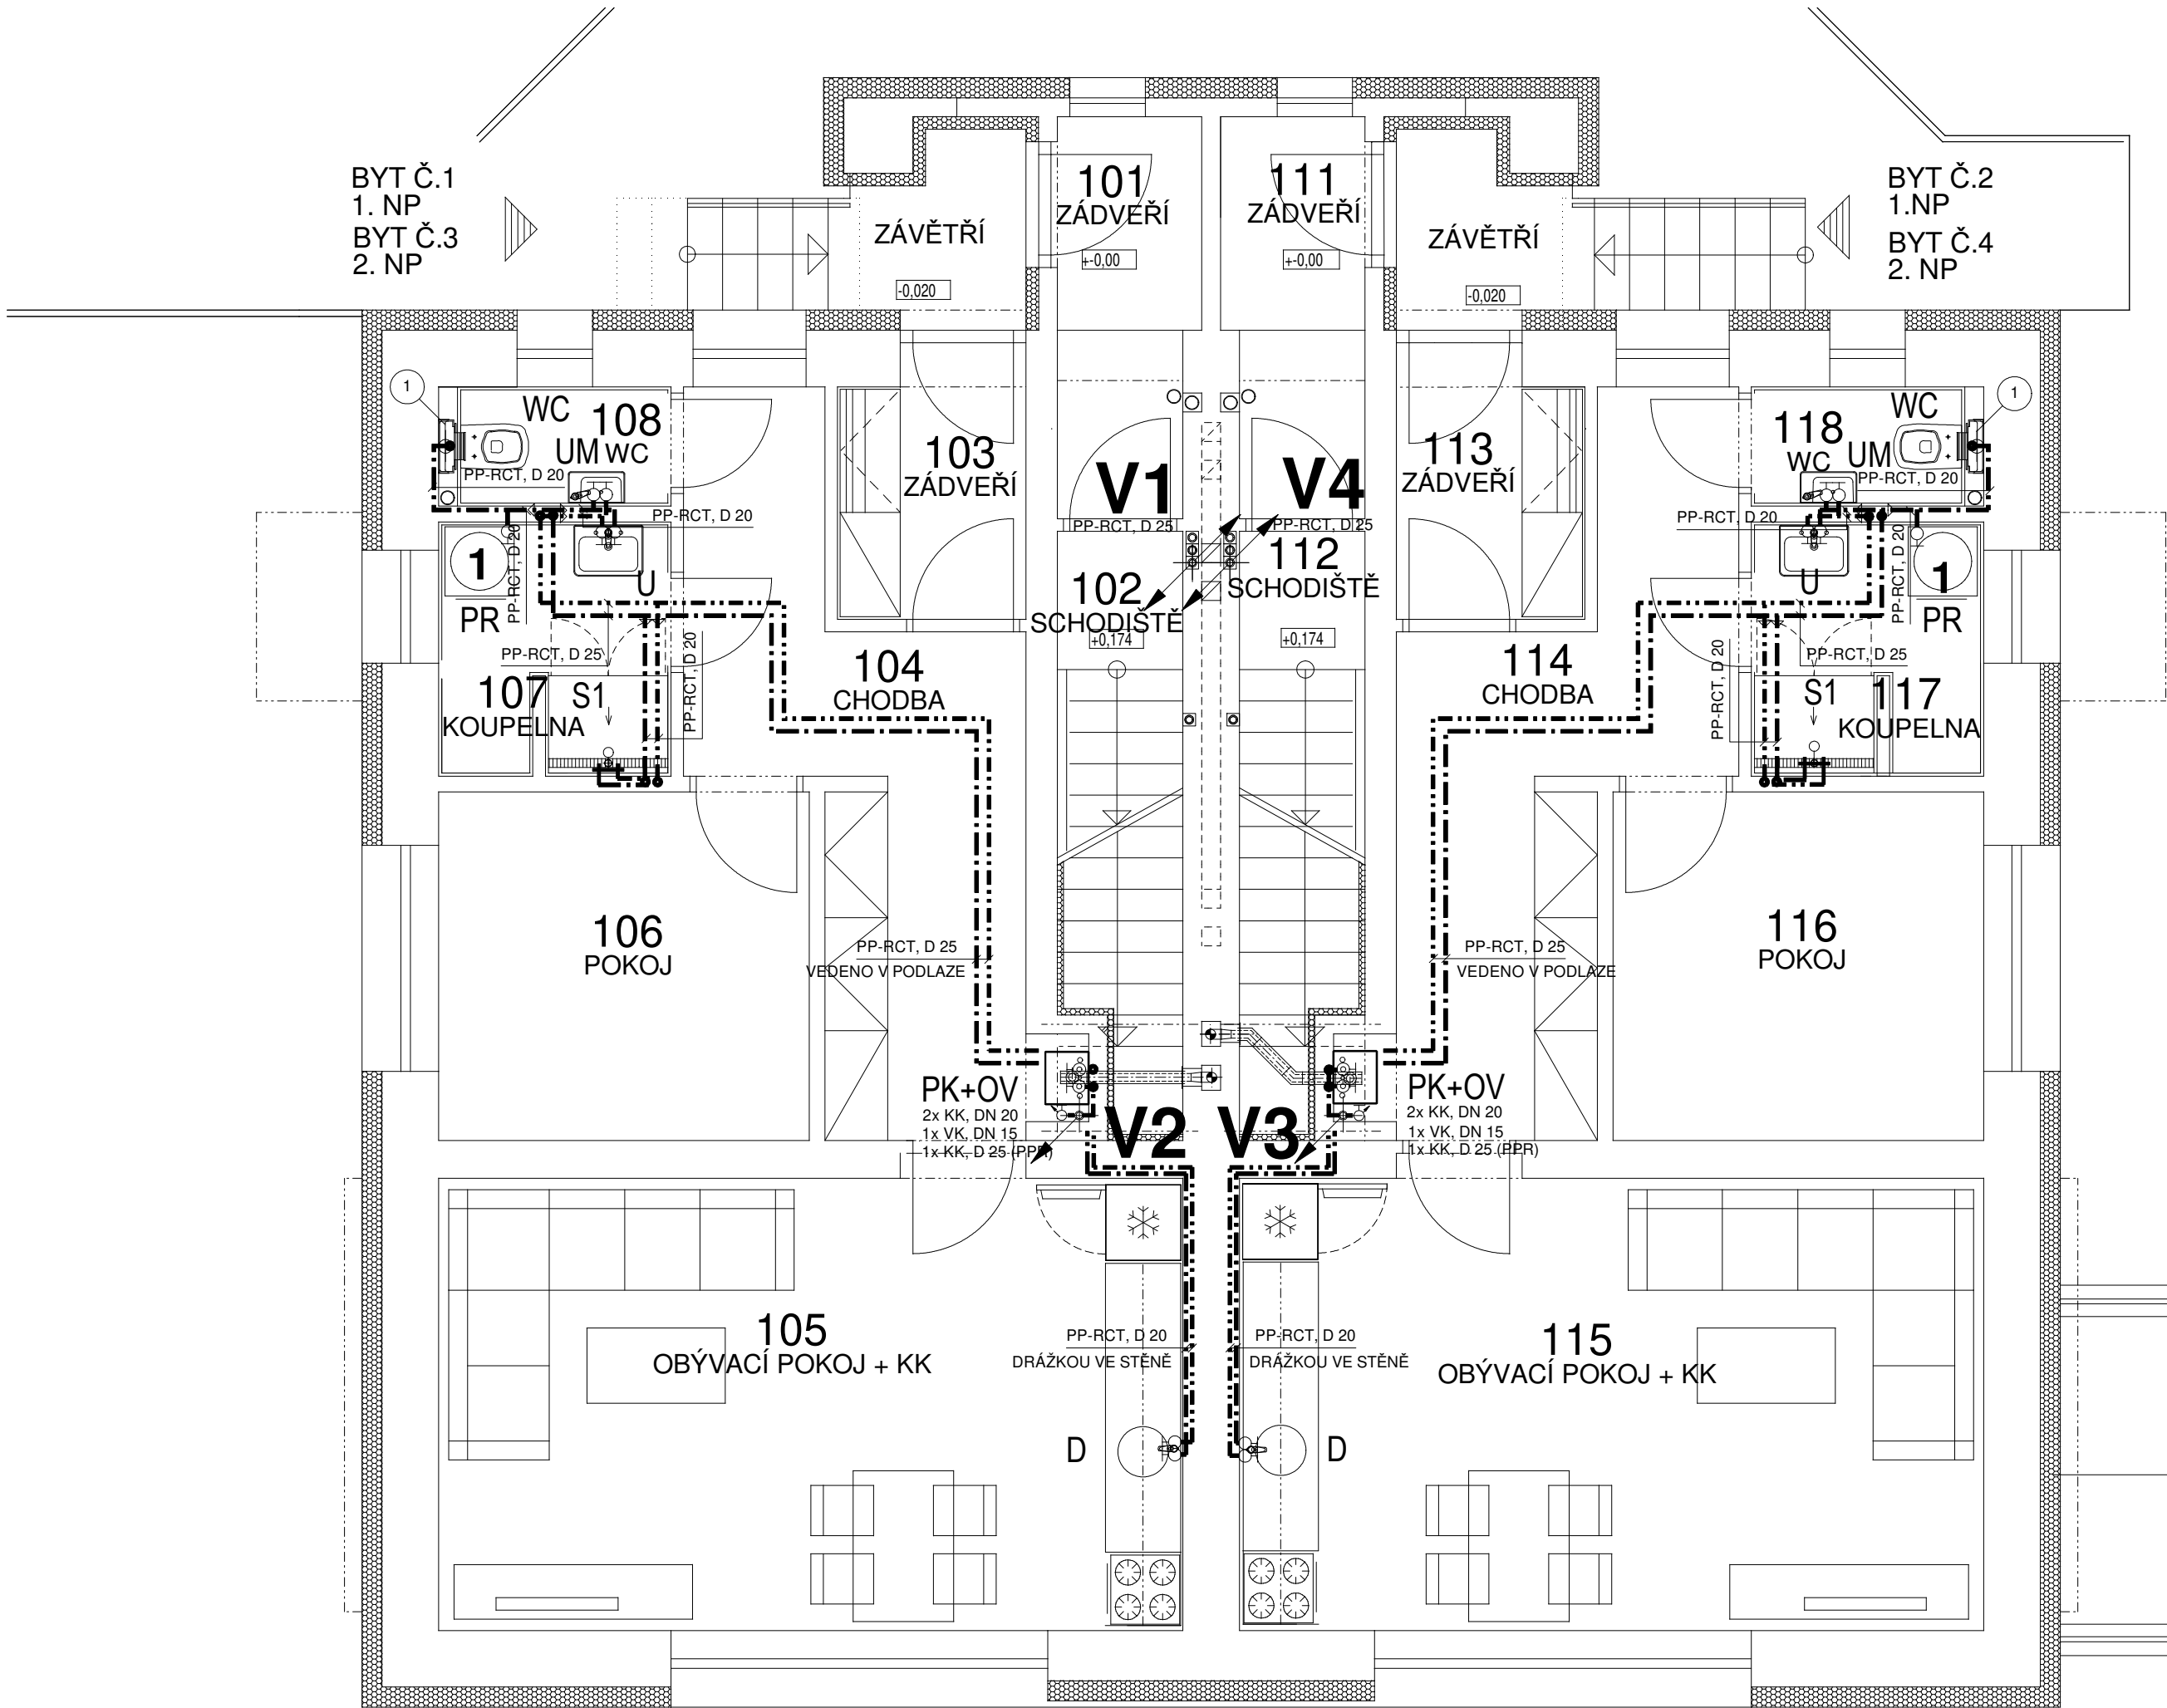 BYT Č.1
1. NP
BYT Č.3
2. NP
BYT Č.2
1.NP
BYT Č.4
2. NP
ZÁVĚTŘÍ
-0,020
101
ZÁDVEŘÍ
+-0,00
111
ZÁDVEŘÍ
+-0,00
ZÁVĚTŘÍ
-0,020
1
WC
108
UM
WC
PP-RCT, D 20
PP-RCT, D 20
103
ZÁDVEŘÍ
V1
PP-RCT, D 25
V4
PP-RCT, D 25
113
ZÁDVEŘÍ
118
WC
WC
UM
PP-RCT, D 20
PP-RCT, D 20
1
1
PR
PP-RCT, D 20
U
PP-RCT, D 25
PP-RCT, D 20
107
KOUPELNA
S1
104
CHODBA
102
SCHODIŠTĚ
+0,174
112
SCHODIŠTĚ
+0,174
114
CHODBA
U
1
PR
PP-RCT, D 20
PP-RCT, D 25
PP-RCT, D 20
S1
117
KOUPELNA
106
POKOJ
PP-RCT, D 25
VEDENO V PODLAZE
PP-RCT, D 25
VEDENO V PODLAZE
116
POKOJ
PK+OV
2x KK, DN 20
1x VK, DN 15
1x KK, D 25 (PPR)
V2
V3
PK+OV
2x KK, DN 20
1x VK, DN 15
1x KK, D 25 (PPR)
105
OBÝVACÍ POKOJ + KK
PP-RCT, D 20
DRÁŽKOU VE STĚNĚ
PP-RCT, D 20
DRÁŽKOU VE STĚNĚ
115
OBÝVACÍ POKOJ + KK
D
D